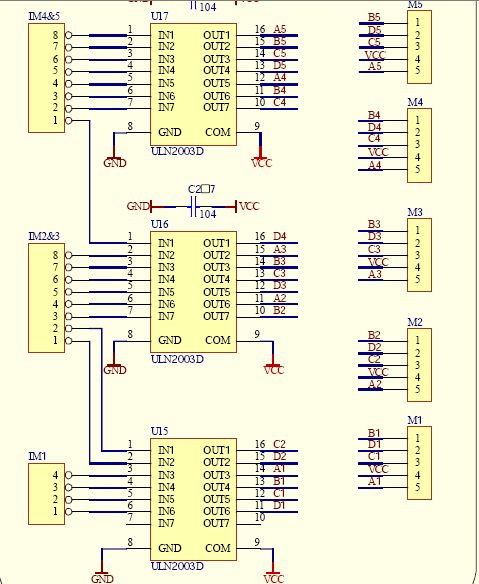 104
IM4&5
8
7
6
5
4
3
2
1
U17
1 IN1 OUT1 16 A5
2 IN2 OUT2 15 B5
3 IN3 OUT3 14 C5
4 IN4 OUT4 13 D5
5 IN5 OUT5 12 A4
6 IN6 OUT6 11 B4
7 IN7 OUT7 10 C4
8 GND COM 9
ULN2003D
GND
VCC
M5
B5 1
D5 2
C5 3
VCC 4
A5 5
M4
B4 1
D4 2
C4 3
VCC 4
A4 5
GND
VCC
104
IM2&3
8
7
6
5
4
3
2
1
U16
1 IN1 OUT1 16 D4
2 IN2 OUT2 15 A3
3 IN3 OUT3 14 B3
4 IN4 OUT4 13 C3
5 IN5 OUT5 12 D3
6 IN6 OUT6 11 A2
7 IN7 OUT7 10 B2
8 GND COM 9
ULN2003D
GND
VCC
M3
B3 1
D3 2
C3 3
VCC 4
A3 5
M2
B2 1
D2 2
C2 3
VCC 4
A2 5
IM1
4
3
2
1
U15
1 IN1 OUT1 16 C2
2 IN2 OUT2 15 D2
3 IN3 OUT3 14 A1
4 IN4 OUT4 13 B1
5 IN5 OUT5 12 C1
6 IN6 OUT6 11 D1
7 IN7 OUT7 10
8 GND COM 9
ULN2003D
GND
VCC
M1
B1 1
D1 2
C1 3
VCC 4
A1 5